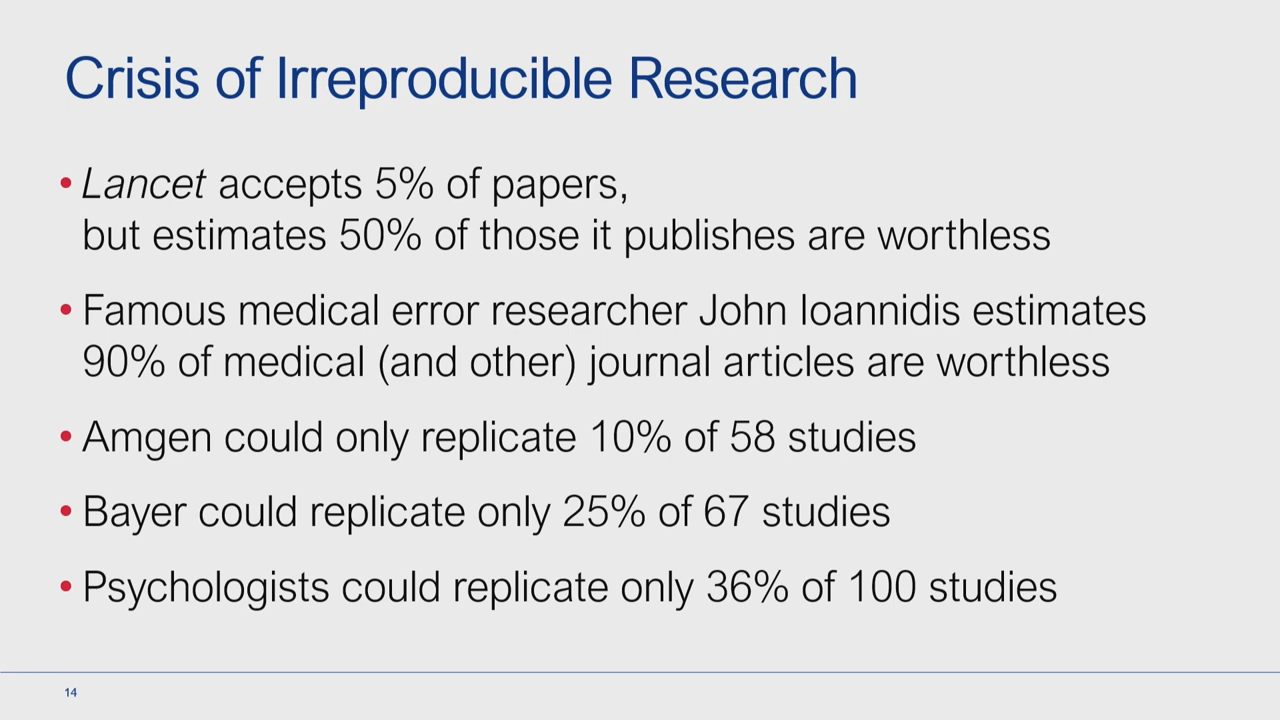 Crisis of Irreproducible Research
• Lancet accepts 5% of papers,
but estimates 50% of those it publishes are worthless
• Famous medical error researcher John Ioannidis estimates
90% of medical (and other) journal articles are worthless
• Amgen could only replicate 10% of 58 studies
• Bayer could replicate only 25% of 67 studies
• Psychologists could replicate only 36% of 100 studies
14